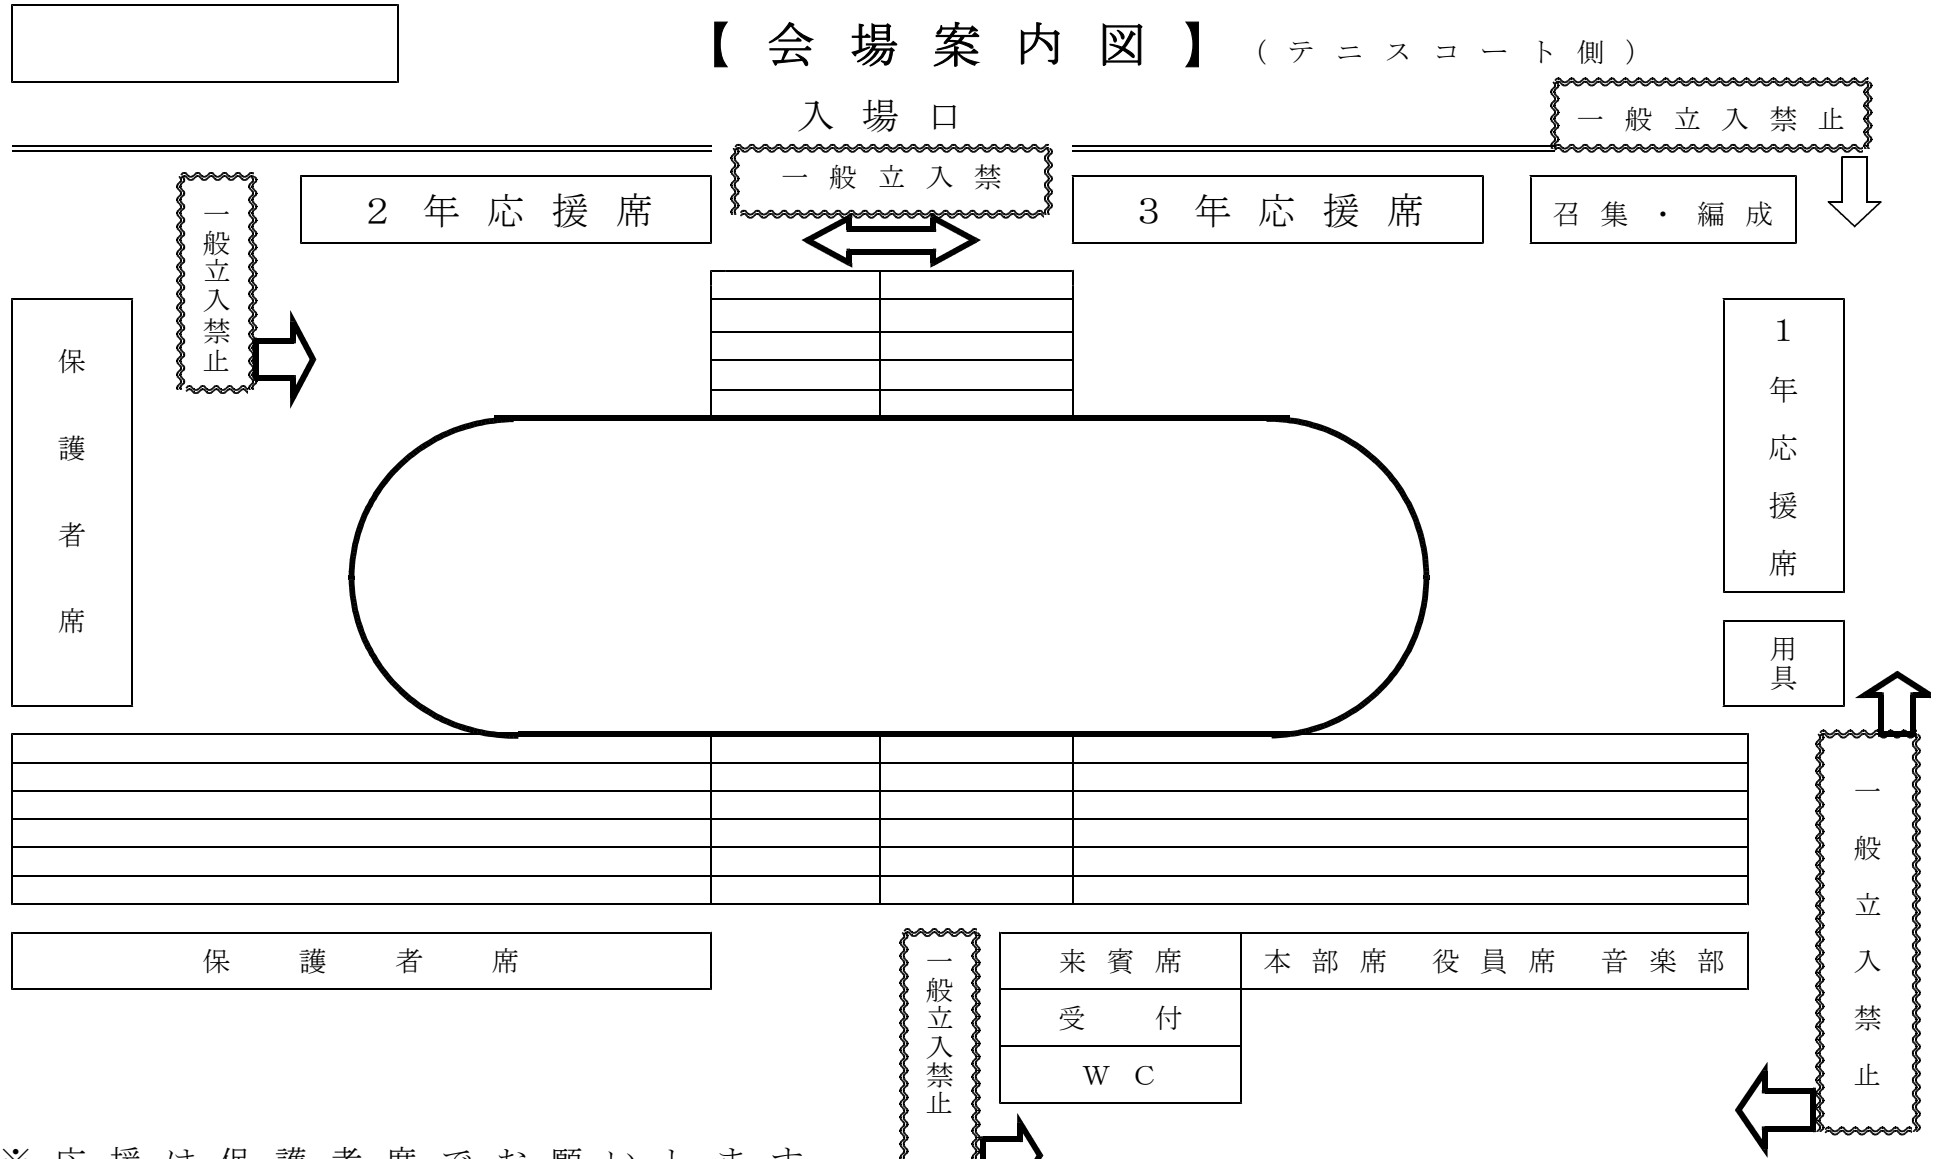 【会場案内図】（テニスコート側）
入場口
一般立入禁止
一般立入禁
一般立入禁止
２年応援席
３年応援席
召集・編成
保護者席
１年応援席
用具
一般立入禁止
保護者席
一般立入禁止
来賓席
本部席 役員席 音楽部
受付
ＷＣ
※応援は保護者席でお願いします